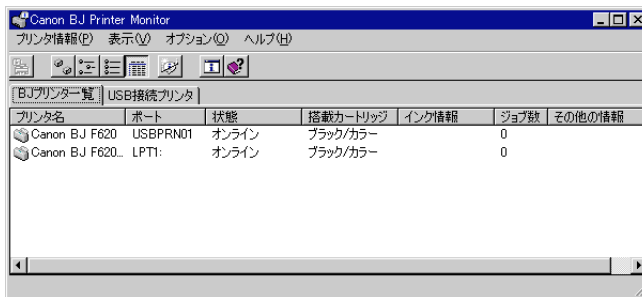 Canon BJ Printer Monitor
プリンタ情報(P) 表示(V) オプション(O) ヘルプ(H)
BJプリンター覧 USB接続プリンタ
プリンタ名 ポート 状態 搭載カートリッジ インク情報 ジョブ数 その他の情報
Canon BJ F620 USBPRN01 オンライン ブラック/カラー 0
Canon BJ F620... LPT1: オンライン ブラック/カラー 0